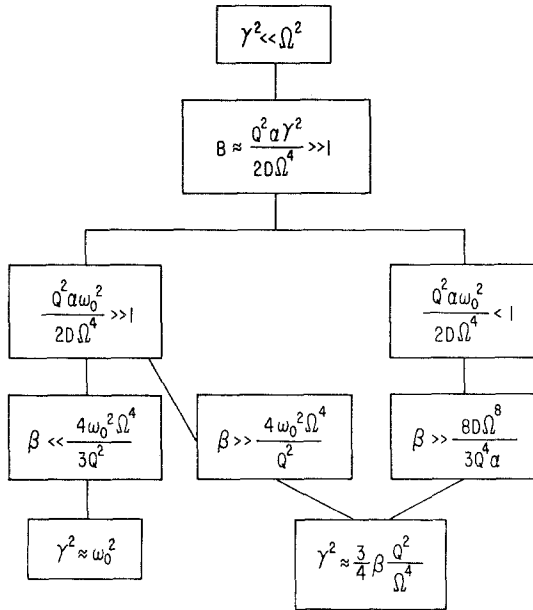 γ² << Ω²
B ≈ Q²αγ² / 2DΩ⁴ >> 1
Q²αω₀² / 2DΩ⁴ >> 1
Q²αω₀² / 2DΩ⁴ < 1
β << 4ω₀²Ω⁴ / 3Q²
β >> 4ω₀²Ω⁴ / Q²
β >> 8DΩ⁸ / 3Q⁴α
γ² ≈ ω₀²
γ² ≈ 3/4 β Q² / Ω⁴